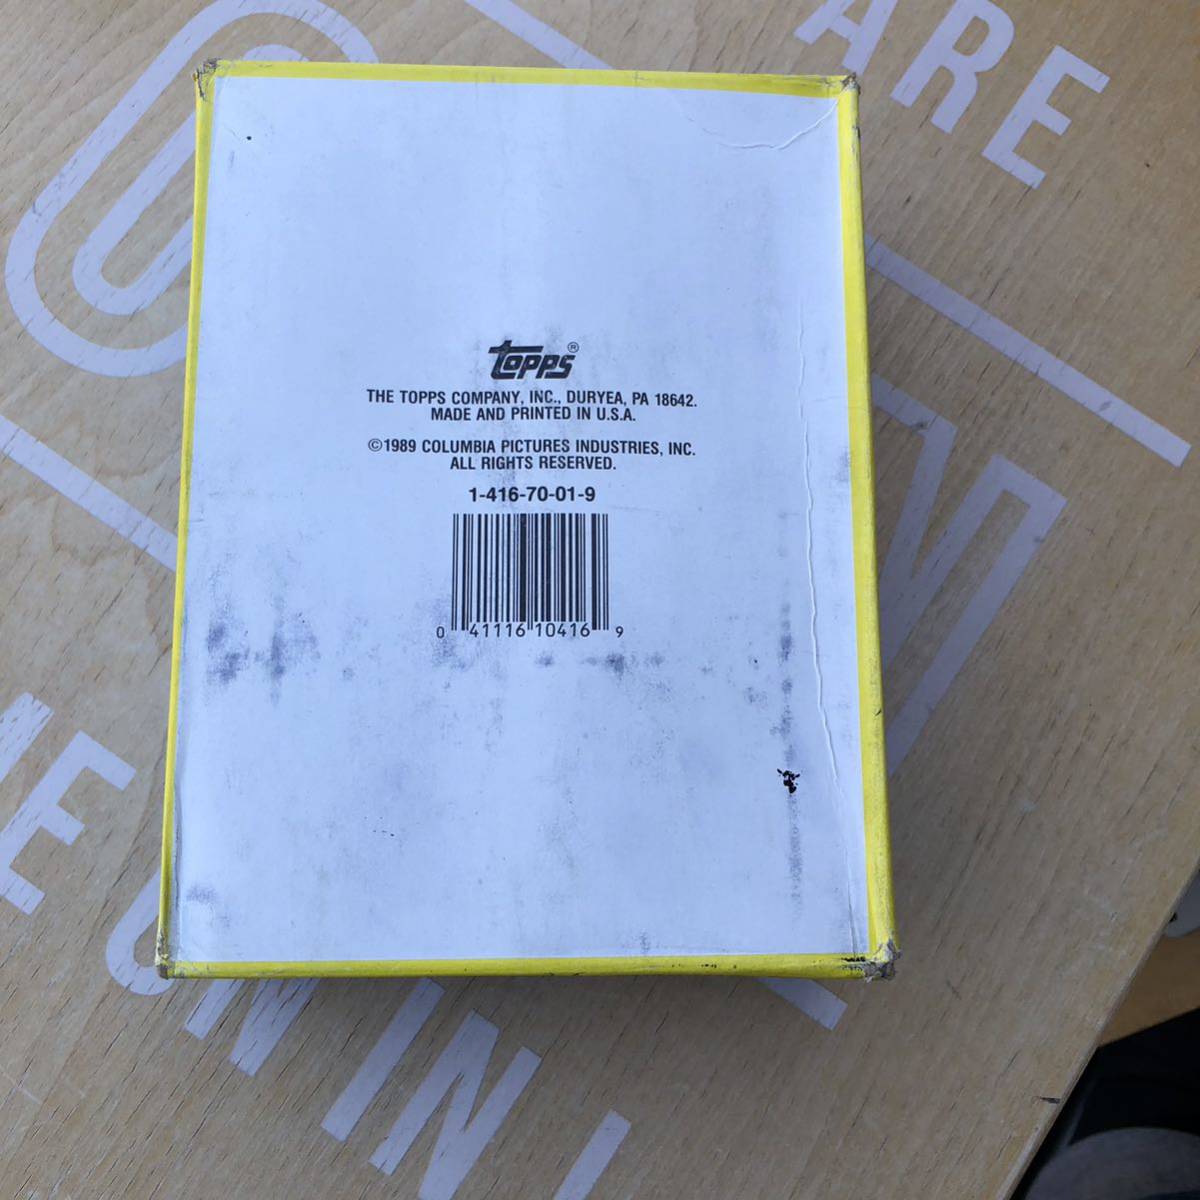 ARE
topps®
THE TOPPS COMPANY, INC., DURYEA, PA 18642.
MADE AND PRINTED IN U.S.A.
©1989 COLUMBIA PICTURES INDUSTRIES, INC.
ALL RIGHTS RESERVED.
1-416-70-01-9
0 41116 10416 9